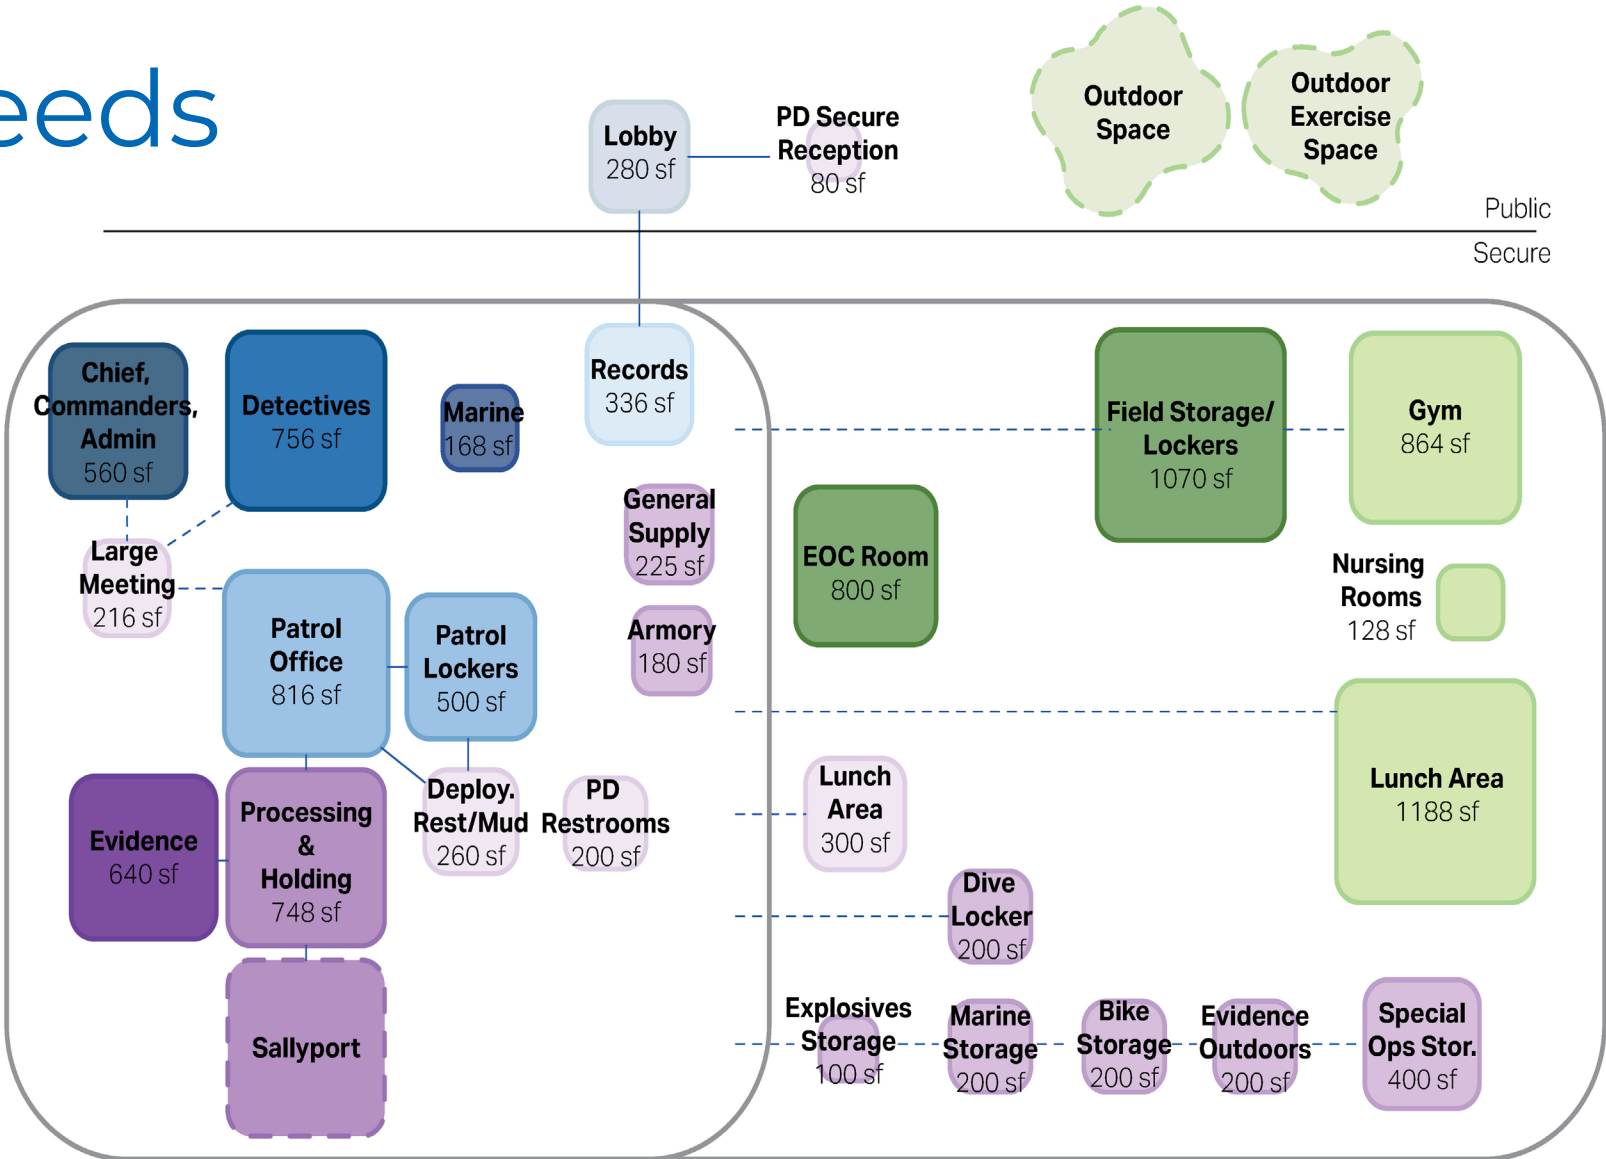 eeds
Lobby
280 sf
PD Secure
Reception
80 sf
Outdoor
Space
Outdoor
Exercise
Space
Public
Secure
Chief,
Commanders,
Admin
560 sf
Detectives
756 sf
Marine
168 sf
Records
336 sf
Field Storage/
Lockers
1070 sf
Gym
864 sf
General
Supply
225 sf
EOC Room
800 sf
Large
Meeting
216 sf
Patrol
Office
816 sf
Patrol
Lockers
500 sf
Armory
180 sf
Nursing
Rooms
128 sf
Evidence
640 sf
Processing
&
Holding
748 sf
Deploy.
Rest/Mud
260 sf
PD
Restrooms
200 sf
Lunch
Area
300 sf
Lunch Area
1188 sf
Dive
Locker
200 sf
Sallyport
Explosives
Storage
100 sf
Marine
Storage
200 sf
Bike
Storage
200 sf
Evidence
Outdoors
200 sf
Special
Ops Stor.
400 sf